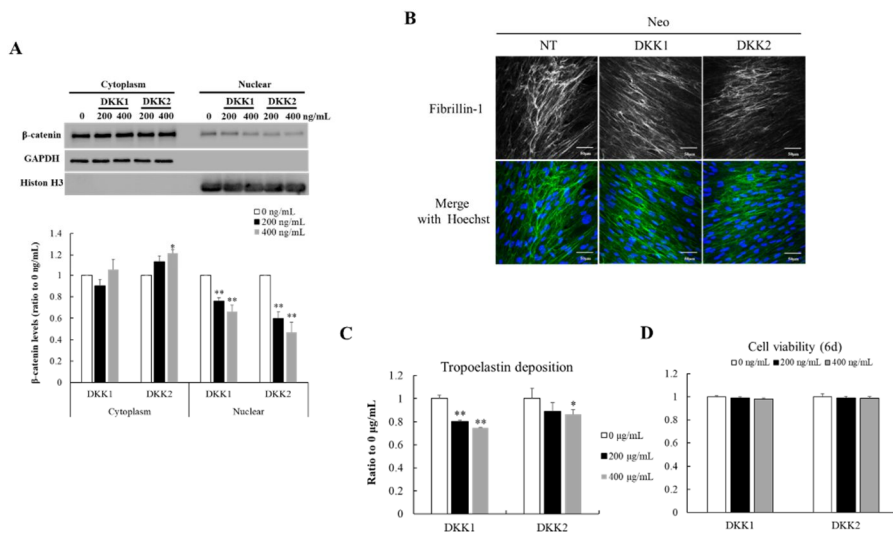 A
Cytoplasm Nuclear
DKK1 DKK2 DKK1 DKK2
0 200 400 200 400 0 200 400 200 400 ng/mL
β-catenin
GAPDH
Histon H3
0 ng/mL
200 ng/mL
400 ng/mL
β-catenin levels (ratio to 0 ng/mL)
1.4
1.2
1
0.8
0.6
0.4
0.2
0
*
** ** ** **
DKK1 DKK2 DKK1 DKK2
Cytoplasm Nuclear
B
Neo
NT DKK1 DKK2
Fibrillin-1
50μm 50μm 50μm
Merge
with Hoechst
50μm 50μm 50μm
C
Tropoelastin deposition
Ratio to 0 μg/mL
1.2
1
0.8
0.6
0.4
0.2
0
** ** *
DKK1 DKK2
0 μg/mL
200 μg/mL
400 μg/mL
D
Cell viability (6d)
0 ng/mL 200 ng/mL 400 ng/mL
1.2
1
0.8
0.6
0.4
0.2
0
DKK1 DKK2